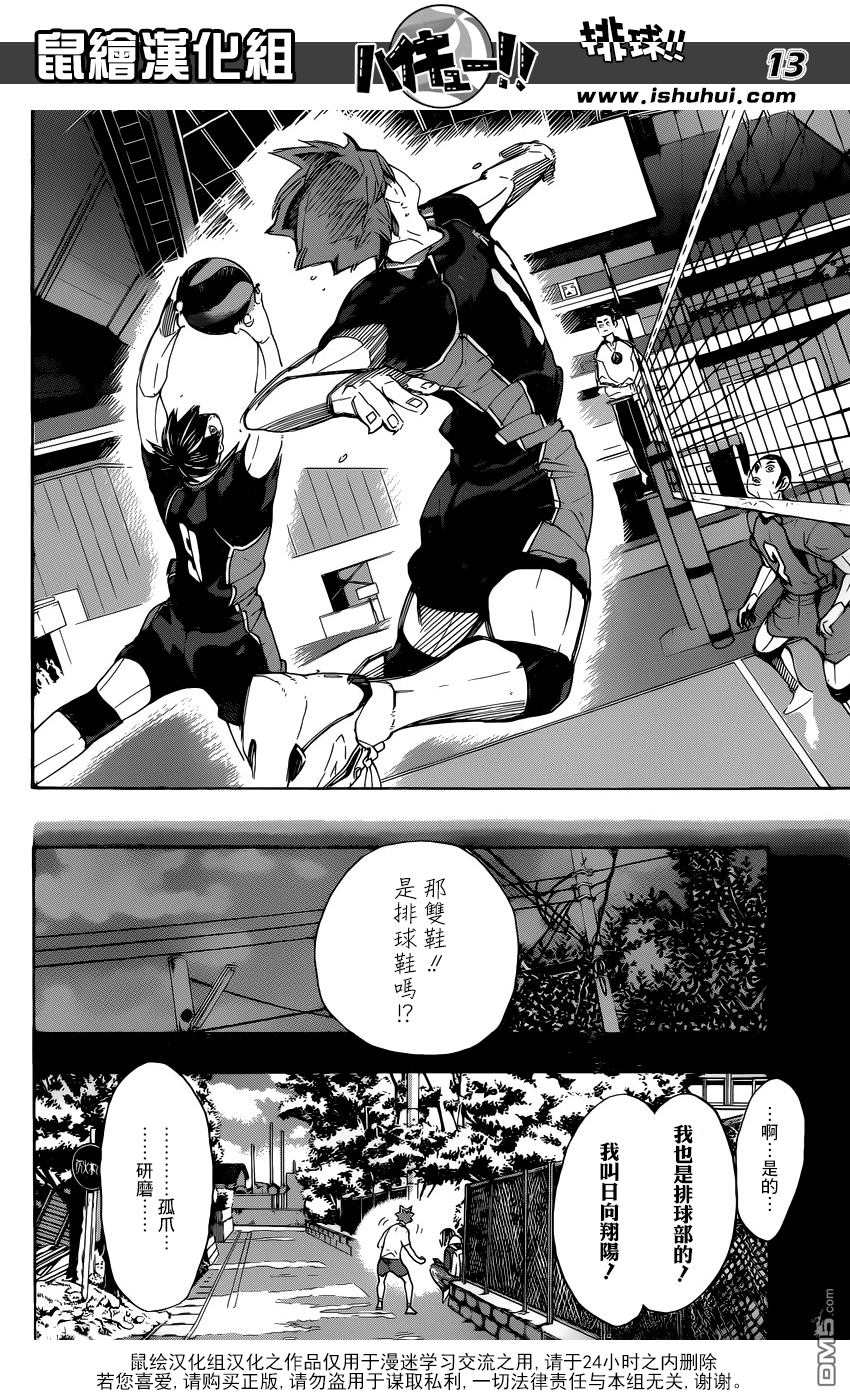 鼠繪漢化組
ハイキュー!!
排球!!
13
www.ishuhui.com
9
那雙鞋!!
是排球鞋嗎!?
…啊…是的…
我也是排球部的!
我叫日向翔陽!
…………孤爪
……研磨……
DM5.com
鼠绘汉化组汉化之作品仅用于漫迷学习交流之用, 请于24小时之内删除
若您喜爱, 请购买正版, 请勿盗用于谋取私利, 一切法律责任与本组无关, 谢谢。